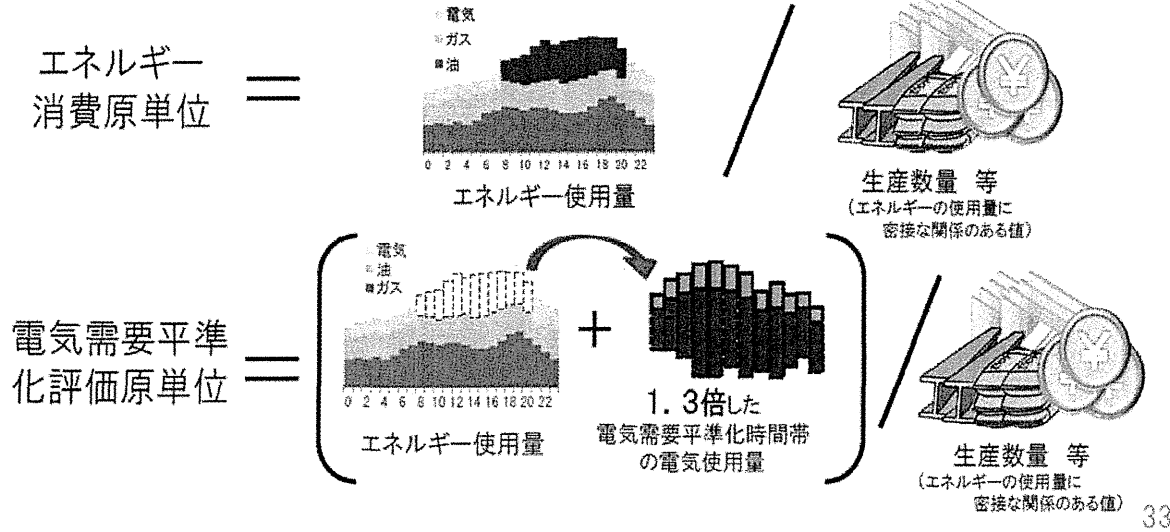 電気
ガス
油
エネルギー
消費原単位
=
/
0 2 4 6 8 10 12 14 16 18 20 22
エネルギー使用量
生産数量 等
(エネルギーの使用量に
密接な関係のある値)
電気
油
ガス
電気需要平準
化評価原単位
=
+
/
0 2 4 6 8 10 12 14 16 18 20 22
エネルギー使用量
1.3倍した
電気需要平準化時間帯
の電気使用量
生産数量 等
(エネルギーの使用量に
密接な関係のある値)
33